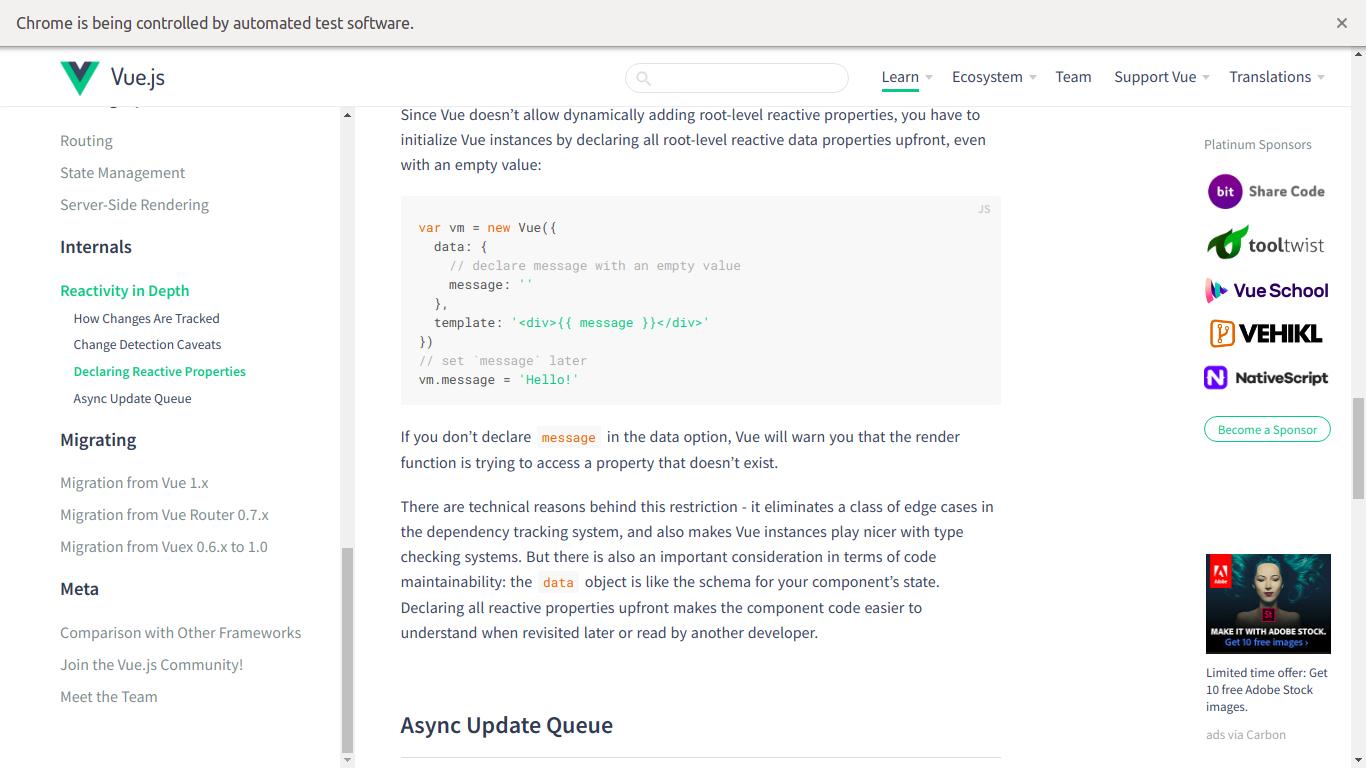 Chrome is being controlled by automated test software.
Vue.js
Learn
Ecosystem
Team
Support Vue
Translations
Routing
State Management
Server-Side Rendering
Internals
Reactivity in Depth
How Changes Are Tracked
Change Detection Caveats
Declaring Reactive Properties
Async Update Queue
Migrating
Migration from Vue 1.x
Migration from Vue Router 0.7.x
Migration from Vuex 0.6.x to 1.0
Meta
Comparison with Other Frameworks
Join the Vue.js Community!
Meet the Team
Since Vue doesn’t allow dynamically adding root-level reactive properties, you have to
initialize Vue instances by declaring all root-level reactive data properties upfront, even
with an empty value:
JS
var vm = new Vue({
  data: {
    // declare message with an empty value
    message: ''
  },
  template: '<div>{{ message }}</div>'
})
// set `message` later
vm.message = 'Hello!'
If you don’t declare message in the data option, Vue will warn you that the render
function is trying to access a property that doesn’t exist.
There are technical reasons behind this restriction - it eliminates a class of edge cases in
the dependency tracking system, and also makes Vue instances play nicer with type
checking systems. But there is also an important consideration in terms of code
maintainability: the data object is like the schema for your component’s state.
Declaring all reactive properties upfront makes the component code easier to
understand when revisited later or read by another developer.
Async Update Queue
Platinum Sponsors
bit Share Code
tooltwist
Vue School
VEHIKL
N NativeScript
Become a Sponsor
Adobe
St
MAKE IT WITH ADOBE STOCK.
Get 10 free images ›
Limited time offer: Get
10 free Adobe Stock
images.
ads via Carbon